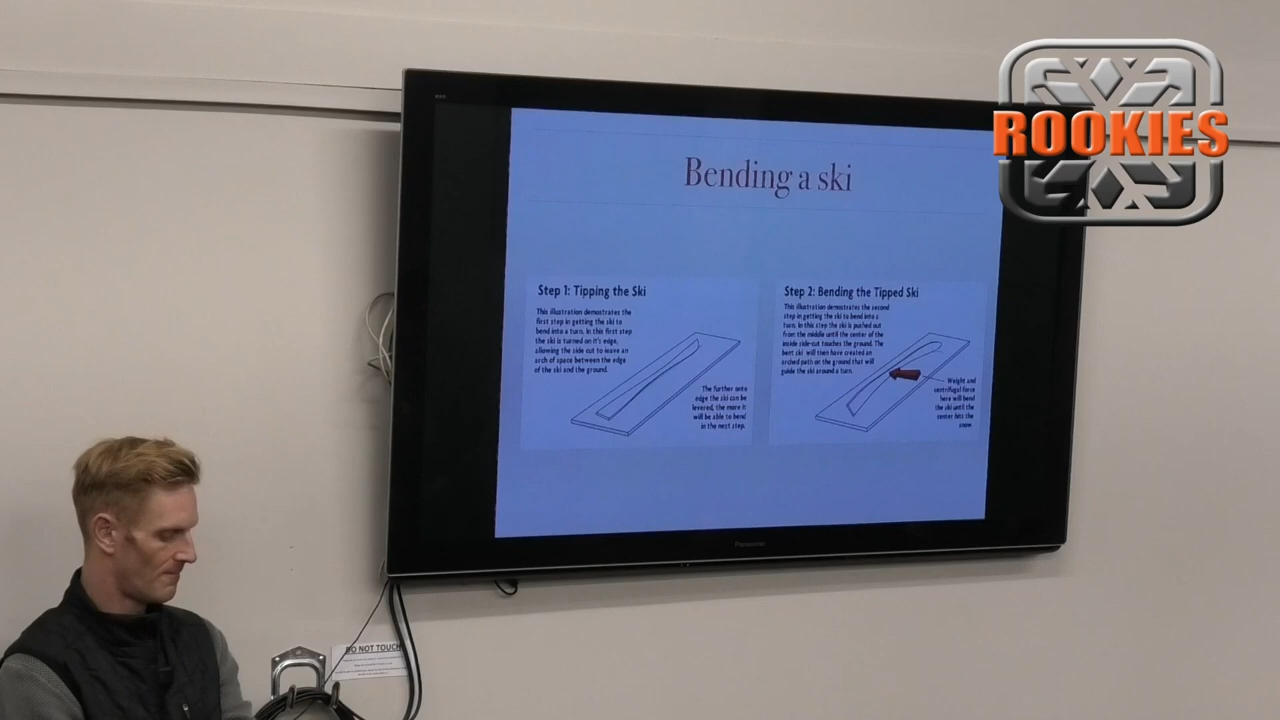 ROOKIES
Bending a ski
Step 1: Tipping the Ski
This illustration demostrates the
first step in getting the ski to
bend into a turn. In this first step
the ski is turned on it's edge,
allowing the side cut to leave an
arch of space between the edge
of the ski and the ground.
The further onto
edge the ski can be
levered, the more it
will be able to bend
in the next step.
Step 2: Bending the Tipped Ski
This illustration demostrates the second
step in getting the ski to bend into a
turn. In this step the ski is pushed out
from the middle until the center of the
inside side-cut touches the ground. The
bent ski will then have created an
arched path on the ground that will
guide the ski around a turn.
Weight and
centrifugal force
here will bend
the ski until the
center hits the
snow.
Panasonic
DO NOT TOUCH